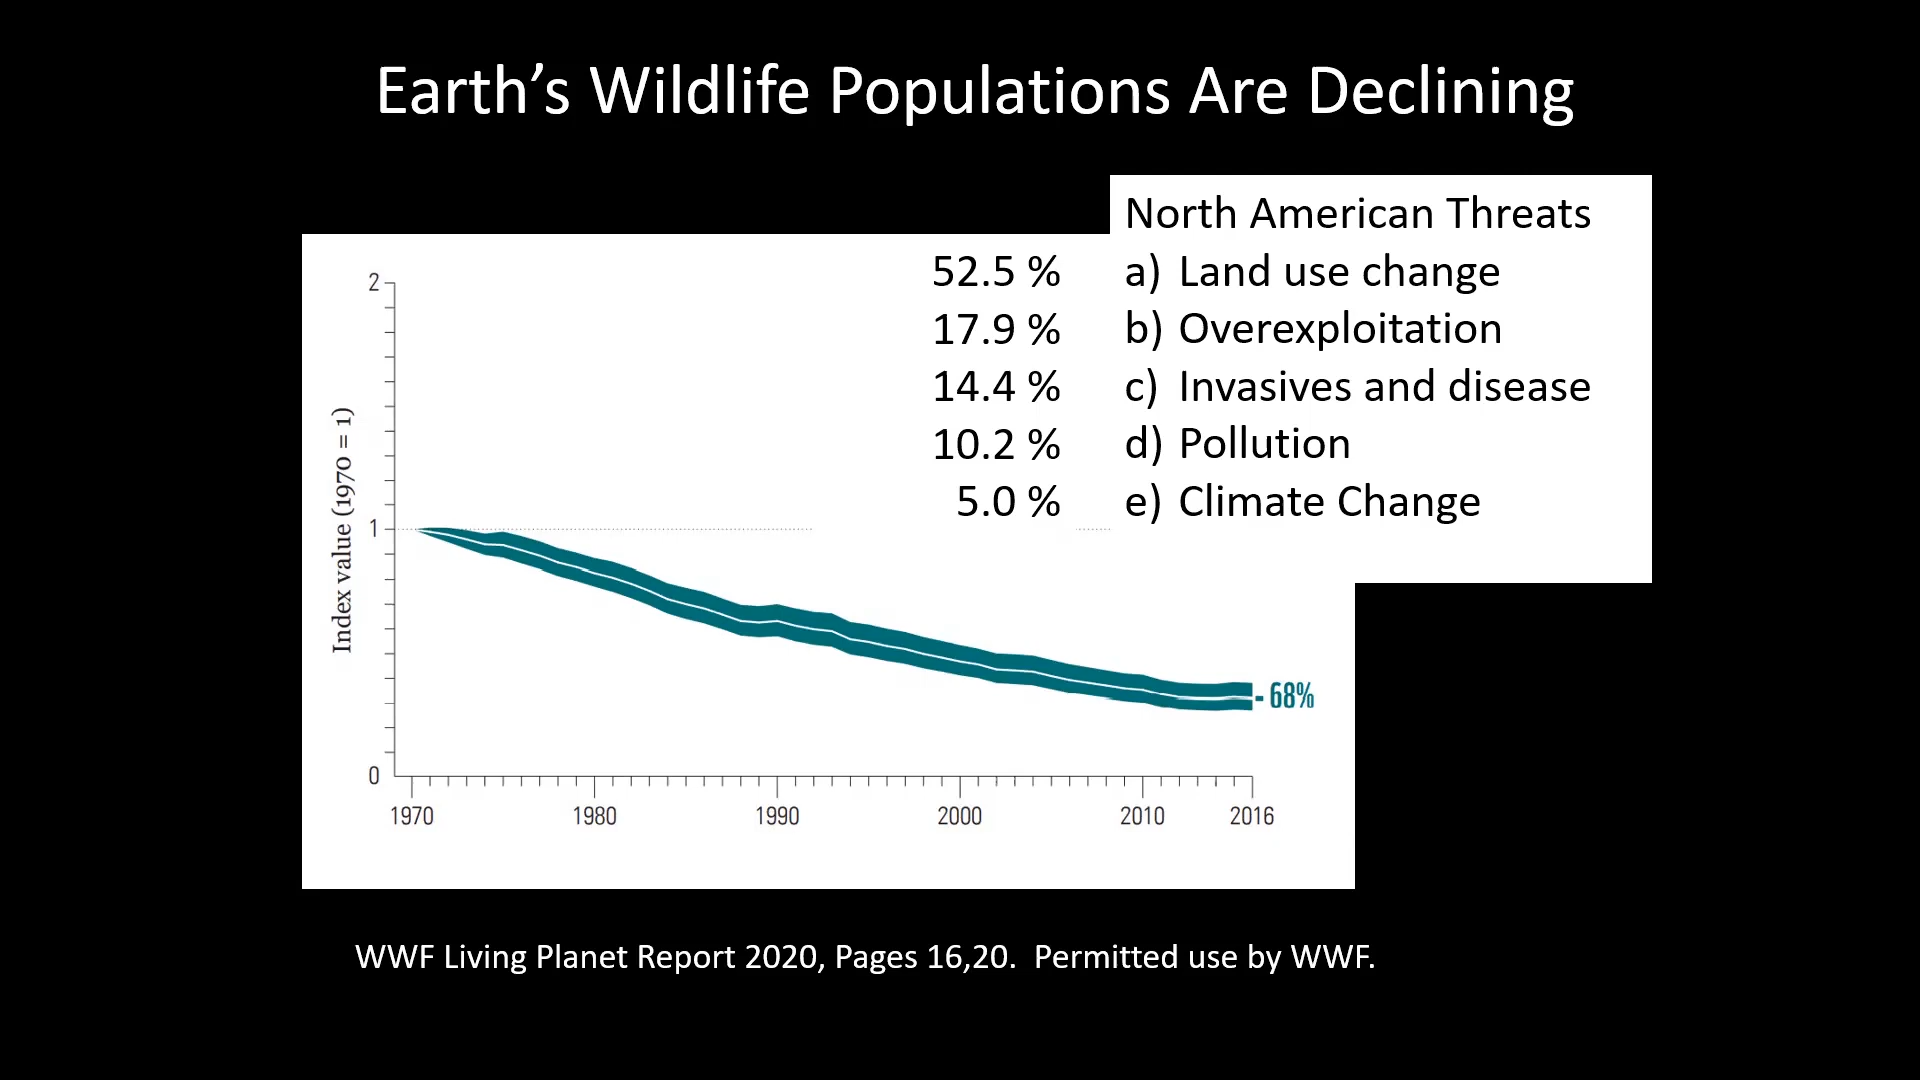 Earth’s Wildlife Populations Are Declining
North American Threats
52.5 % a) Land use change
17.9 % b) Overexploitation
14.4 % c) Invasives and disease
10.2 % d) Pollution
5.0 % e) Climate Change
Index value (1970 = 1)
2
1
0
- 68%
1970 1980 1990 2000 2010 2016
WWF Living Planet Report 2020, Pages 16,20. Permitted use by WWF.